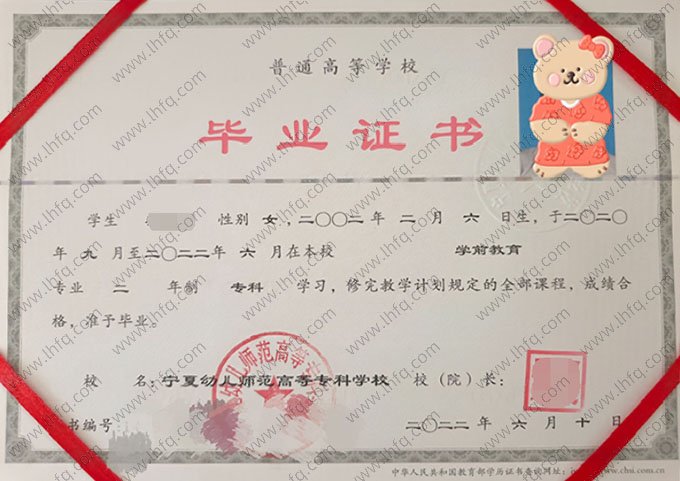 普通高等学校
毕业证书
学生 性别 女，二〇〇二年 二 月 六 日生，于二〇二〇
年 九 月至二〇二二年 六 月在本校 学前教育
专业 二 年制 专科 学习，修完教学计划规定的全部课程，成绩合
格，准予毕业。
校 名：宁夏幼儿师范高等专科学校 校（院）长：
书编号： 二〇二二年 六 月 十 日
中华人民共和国教育部学历证书查询网址：www.chsi.com.cn
www.lhfq.com